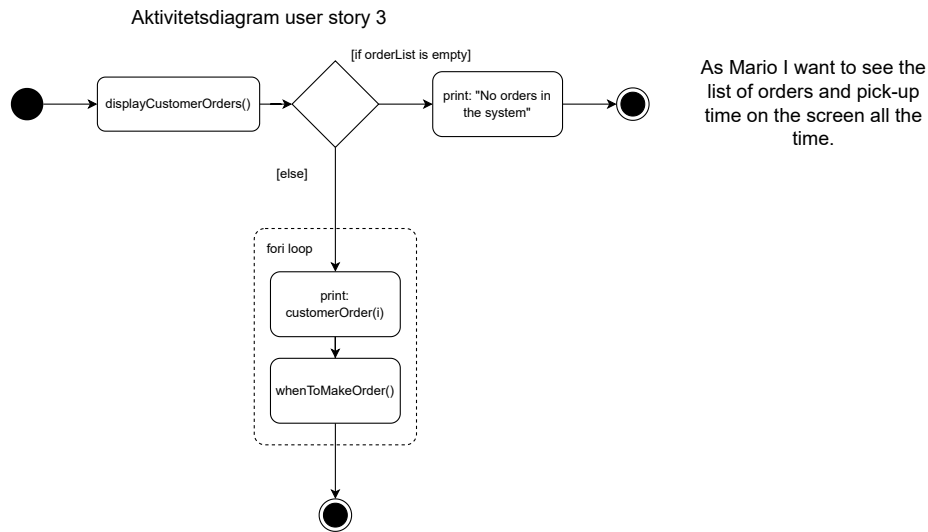 Aktivitetsdiagram user story 3
[if orderList is empty]
displayCustomerOrders()
print: "No orders in
the system"
As Mario I want to see the
list of orders and pick-up
time on the screen all the
time.
[else]
fori loop
print:
customerOrder(i)
whenToMakeOrder()